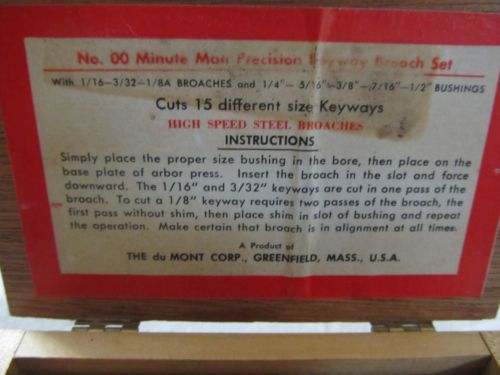 No. 00 Minute Man Precision Keyway Broach Set
With 1/16—3/32—1/8A BROACHES and 1/4"— 5/16"—3/8"—7/16"—1/2" BUSHINGS
Cuts 15 different size Keyways
HIGH SPEED STEEL BROACHES
INSTRUCTIONS
Simply place the proper size bushing in the bore, then place on the
base plate of arbor press. Insert the broach in the slot and force
downward. The 1/16" and 3/32" keyways are cut in one pass of the
broach. To cut a 1/8" keyway requires two passes of the broach, the
first pass without shim, then place shim in slot of bushing and repeat
the operation. Make certain that broach is in alignment at all times.
A Product of
THE du MONT CORP., GREENFIELD, MASS., U.S.A.